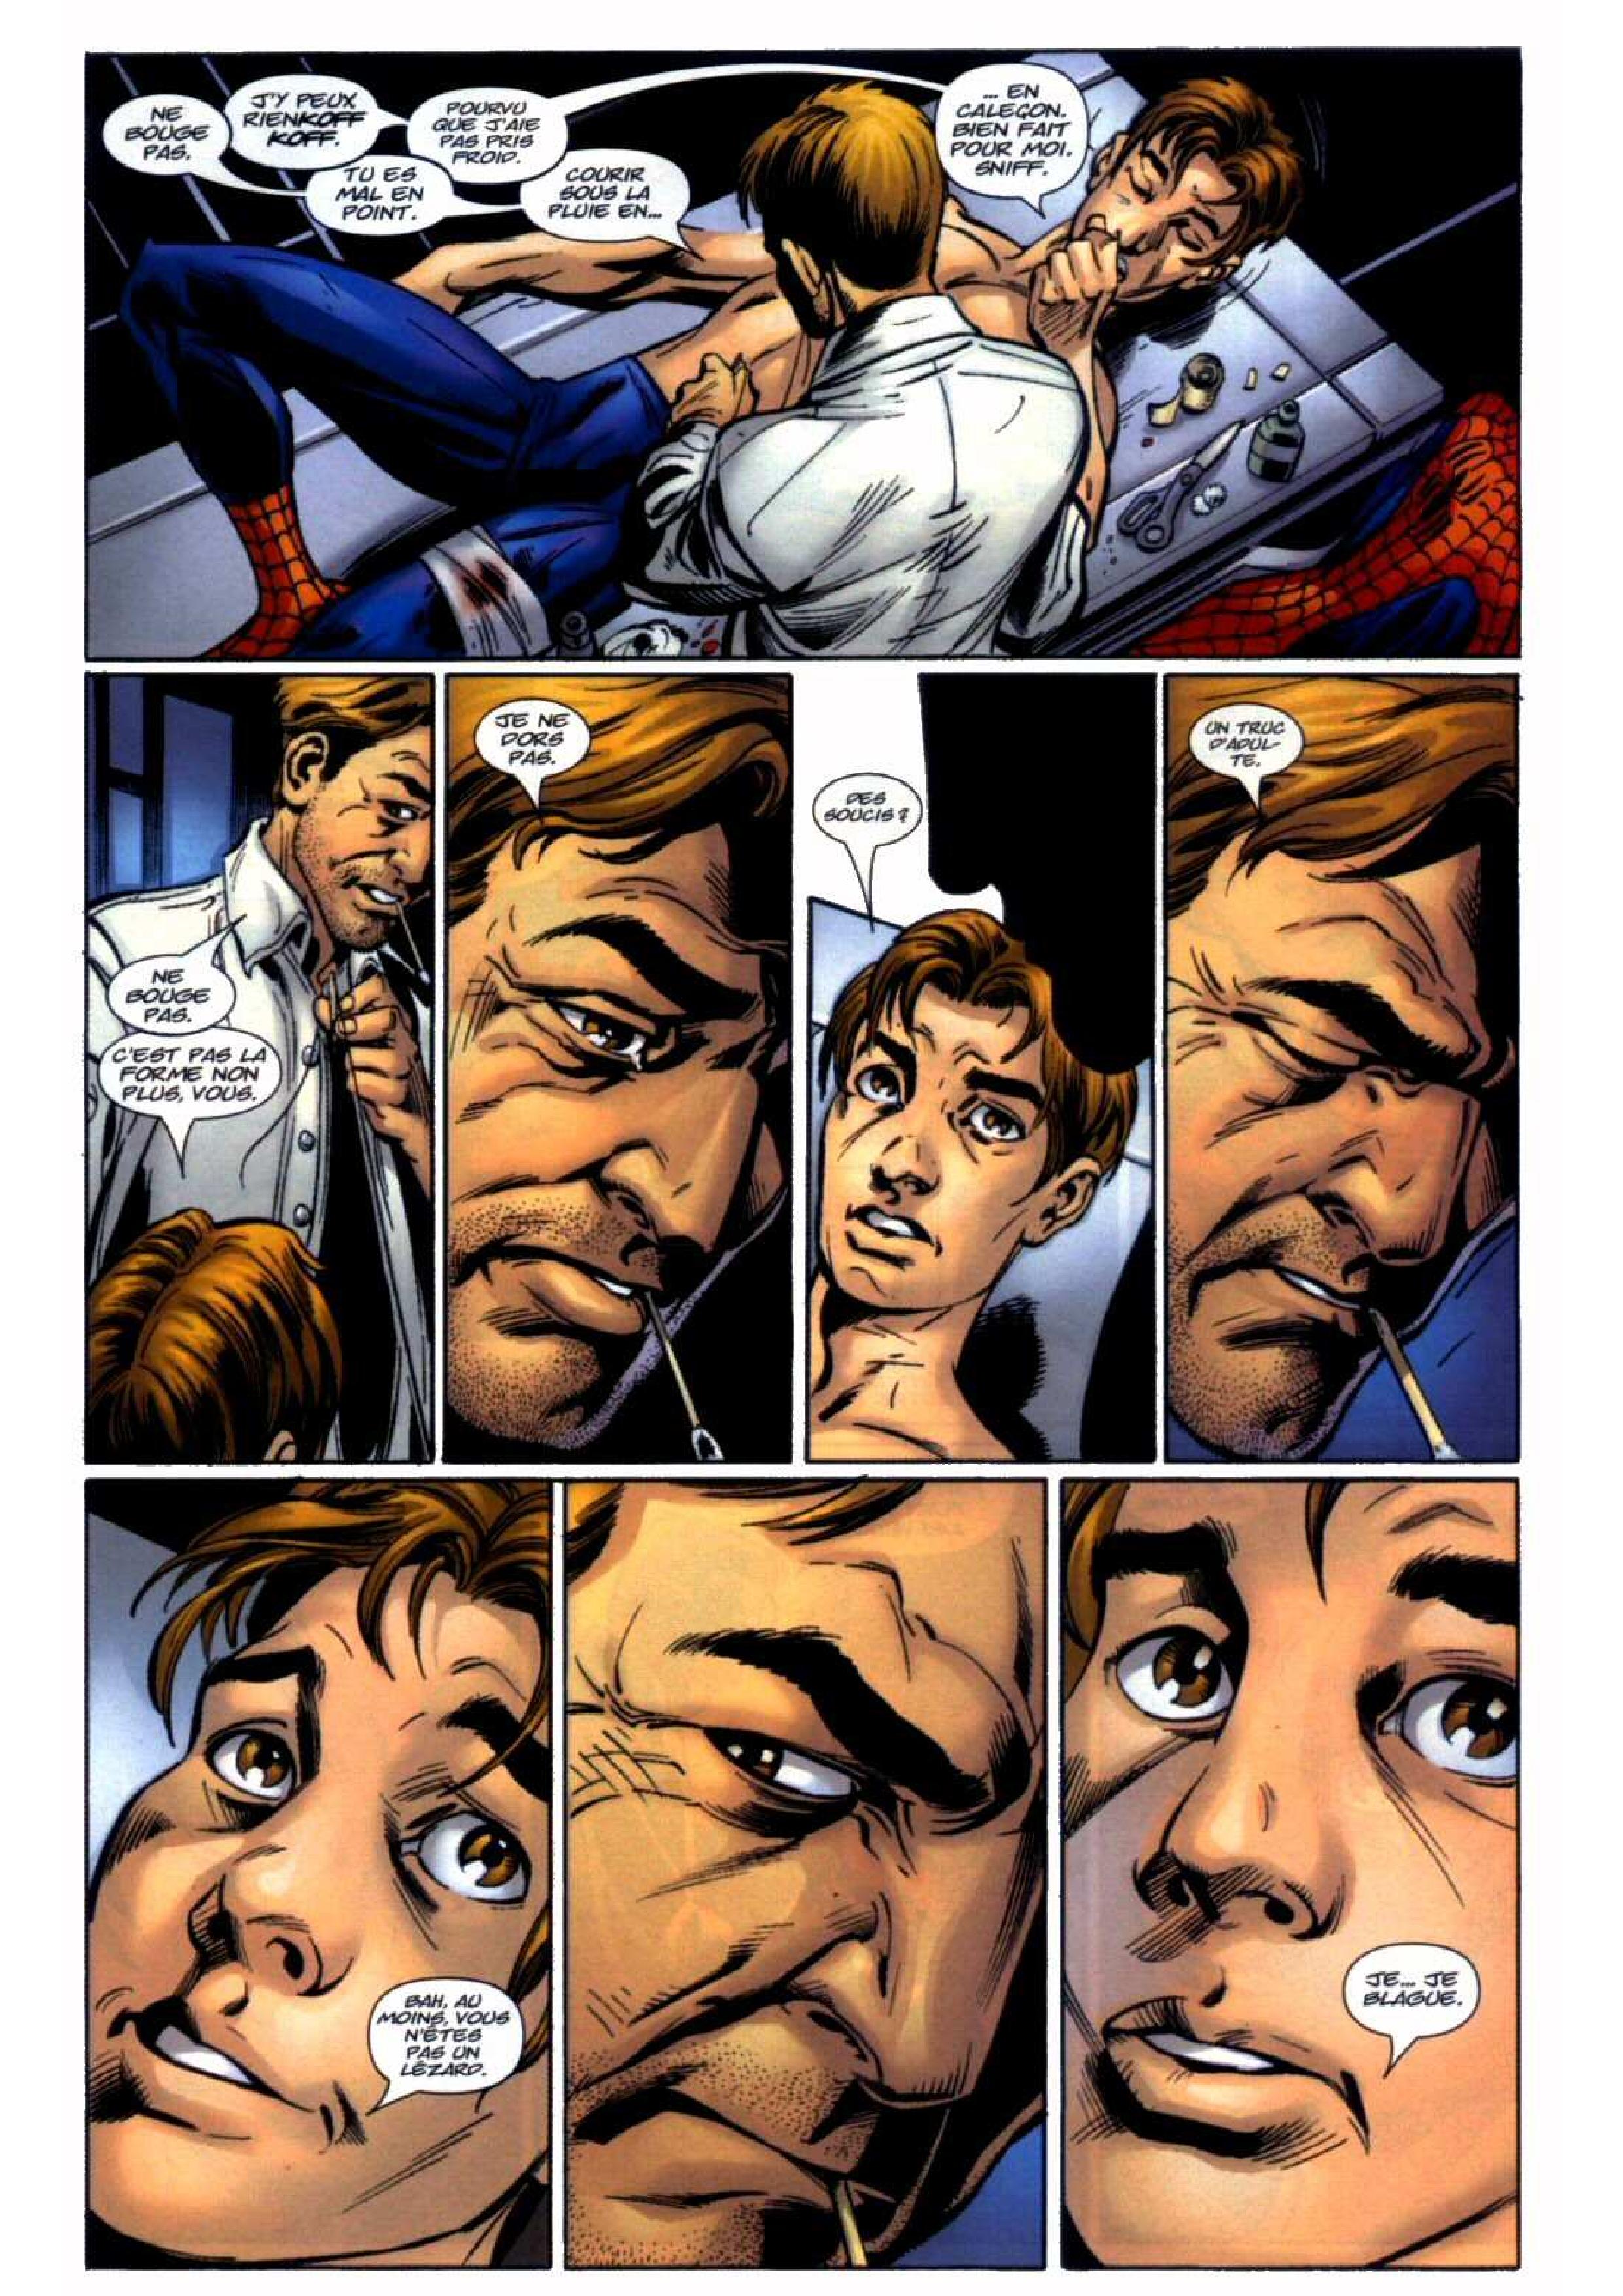 NE
BOUGE
PAS.
J'Y PEUX
RIENKOFF
KOFF.
TU ES
MAL EN
POINT.
POURVU
QUE J'AIE
PAS PRIS
FROID.
COURIR
SOUS LA
PLUIE EN...
... EN
CALEÇON.
BIEN FAIT
POUR MOI.
SNIFF.
NE
BOUGE
PAS.
C'EST PAS LA
FORME NON
PLUS, VOUS.
JE NE
DORS
PAS.
DES
SOUCIS ?
UN TRUC
D'ADUL-
TE.
BAH, AU
MOINS, VOUS
N'ÊTES
PAS UN
LÉZARD.
JE... JE
BLAGUE.